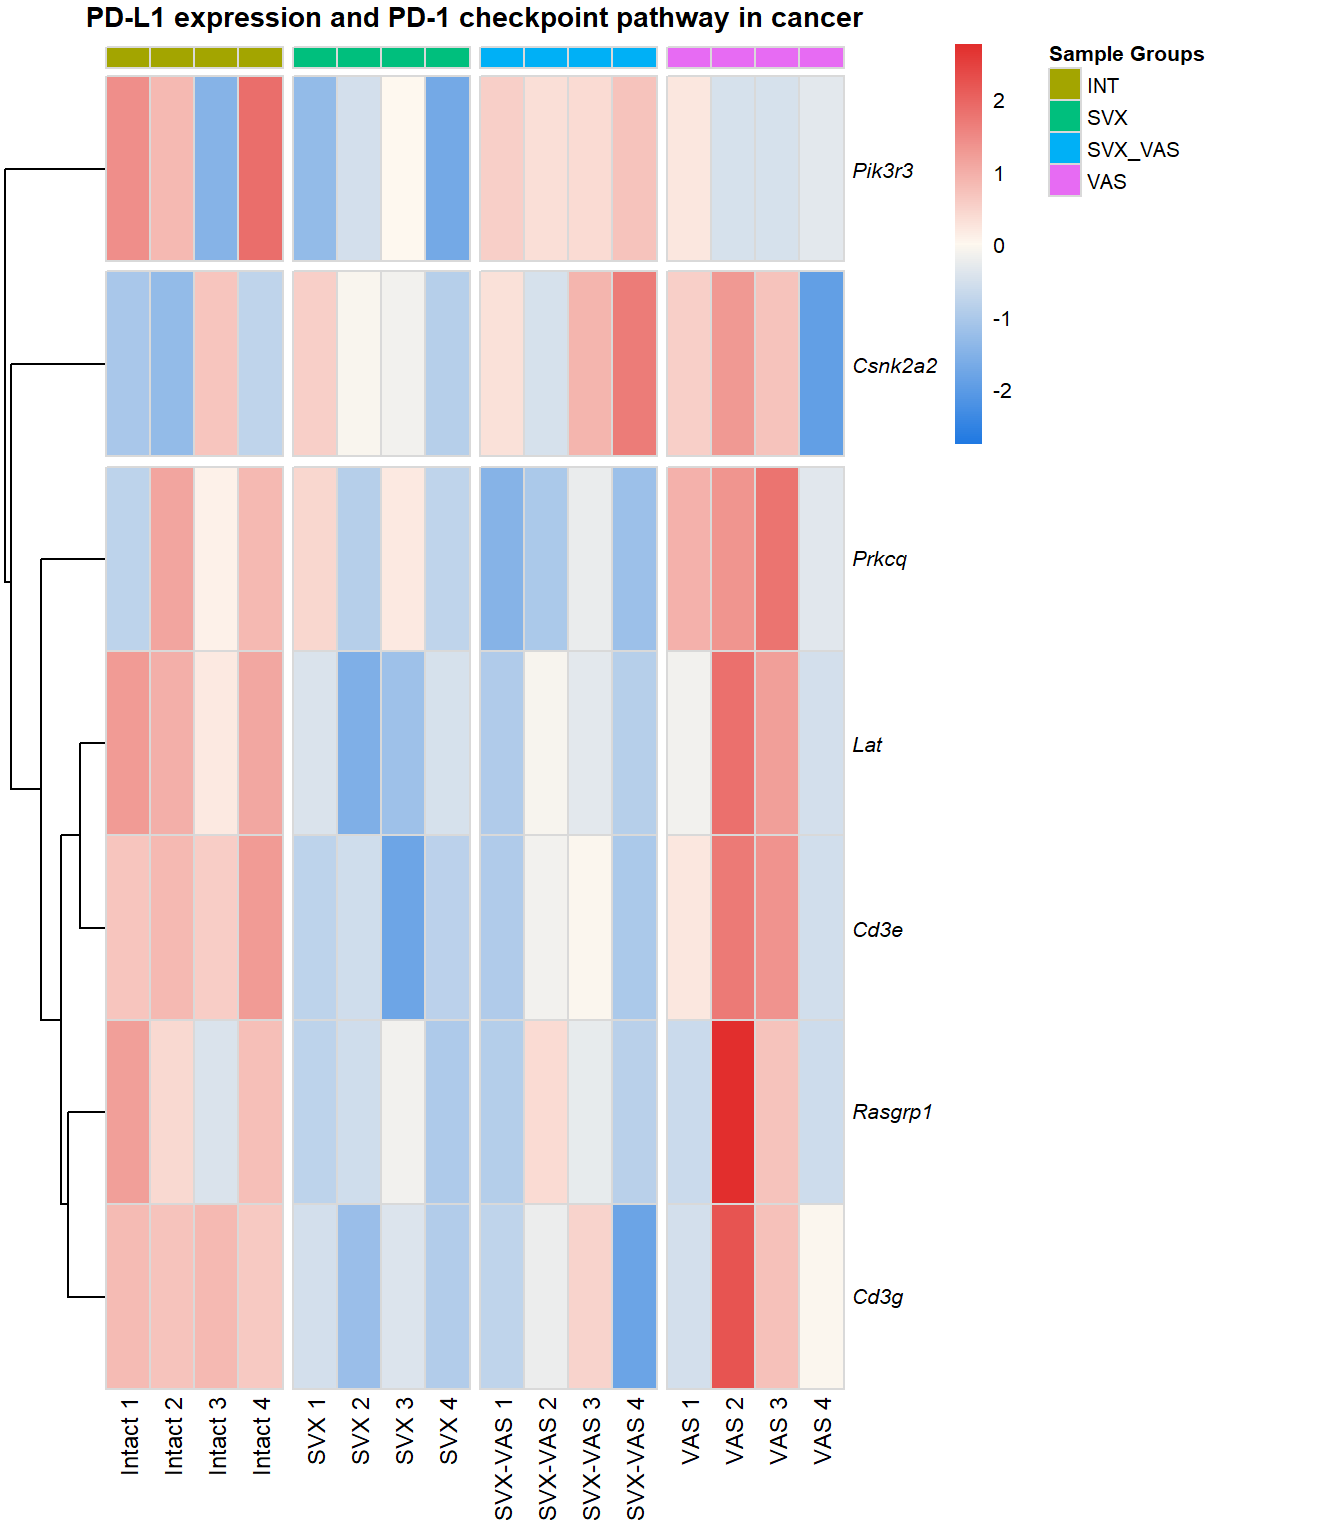 PD-L1 expression and PD-1 checkpoint pathway in cancer
Sample Groups
INT
SVX
SVX_VAS
VAS
2
1
0
-1
-2
Pik3r3
Csnk2a2
Prkcq
Lat
Cd3e
Rasgrp1
Cd3g
Intact 1
Intact 2
Intact 3
Intact 4
SVX 1
SVX 2
SVX 3
SVX 4
SVX-VAS 1
SVX-VAS 2
SVX-VAS 3
SVX-VAS 4
VAS 1
VAS 2
VAS 3
VAS 4